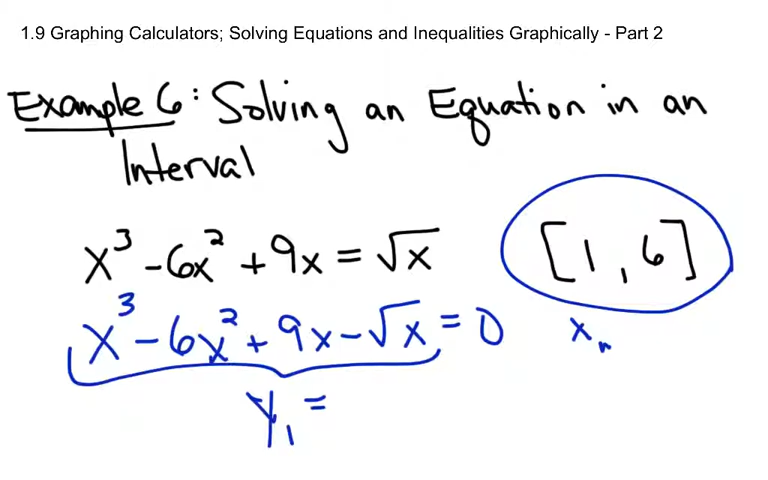 1.9 Graphing Calculators; Solving Equations and Inequalities Graphically - Part 2
Example 6: Solving an Equation in an
Interval
x³ - 6x² + 9x = √x [1, 6]
x³ - 6x² + 9x - √x = 0 x
y₁ =